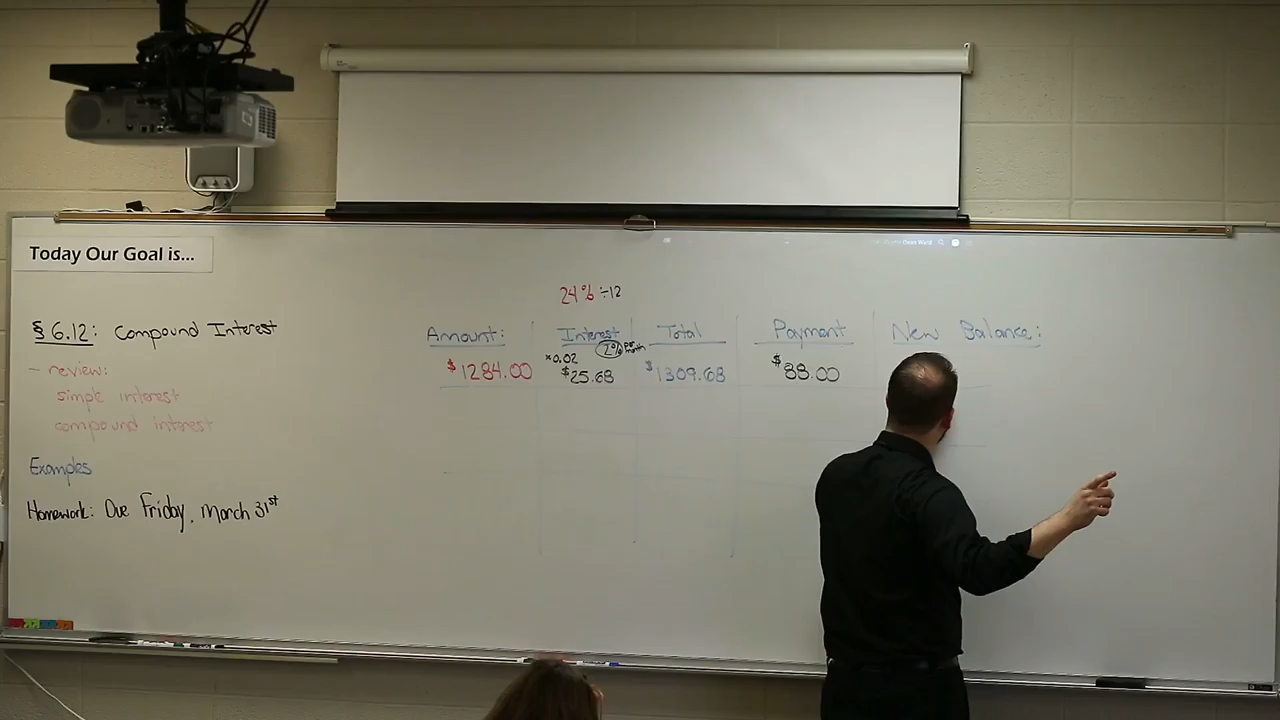 Today Our Goal is...
§ 6.12: Compound Interest
- review:
simple interest
compound interest
Examples
Homework: Due Friday, March 31st
24% ÷12
Amount: Interest Total Payment New Balance:
×0.02 2% per month
$1284.00 $25.68 $1309.68 $88.00